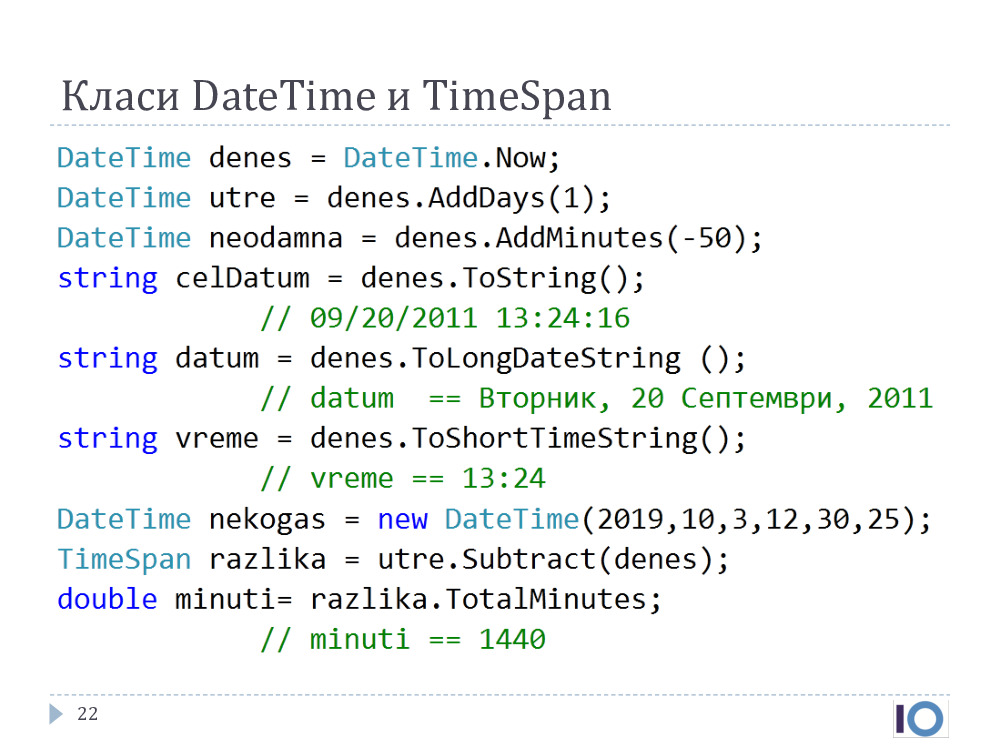 Класи DateTime и TimeSpan
DateTime denes = DateTime.Now;
DateTime utre = denes.AddDays(1);
DateTime neodamna = denes.AddMinutes(-50);
string celDatum = denes.ToString();
// 09/20/2011 13:24:16
string datum = denes.ToLongDateString ();
// datum  == Вторник, 20 Септември, 2011
string vreme = denes.ToShortTimeString();
// vreme == 13:24
DateTime nekogas = new DateTime(2019,10,3,12,30,25);
TimeSpan razlika = utre.Subtract(denes);
double minuti= razlika.TotalMinutes;
// minuti == 1440
22
IO